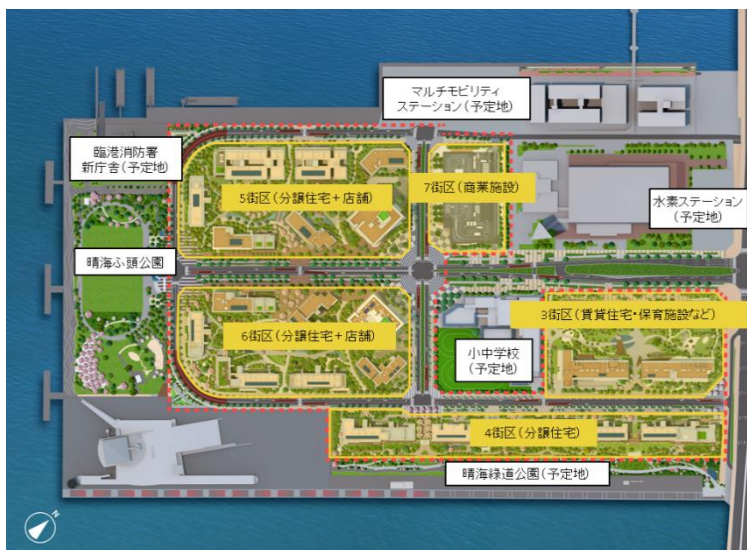 マルチモビリティ
ステーション(予定地)
臨港消防署
新庁舎(予定地)
5街区(分譲住宅+店舗)
7街区(商業施設)
水素ステーション
(予定地)
晴海ふ頭公園
6街区(分譲住宅+店舗)
3街区(賃貸住宅・保育施設など)
小中学校
(予定地)
4街区(分譲住宅)
晴海緑道公園(予定地)
N